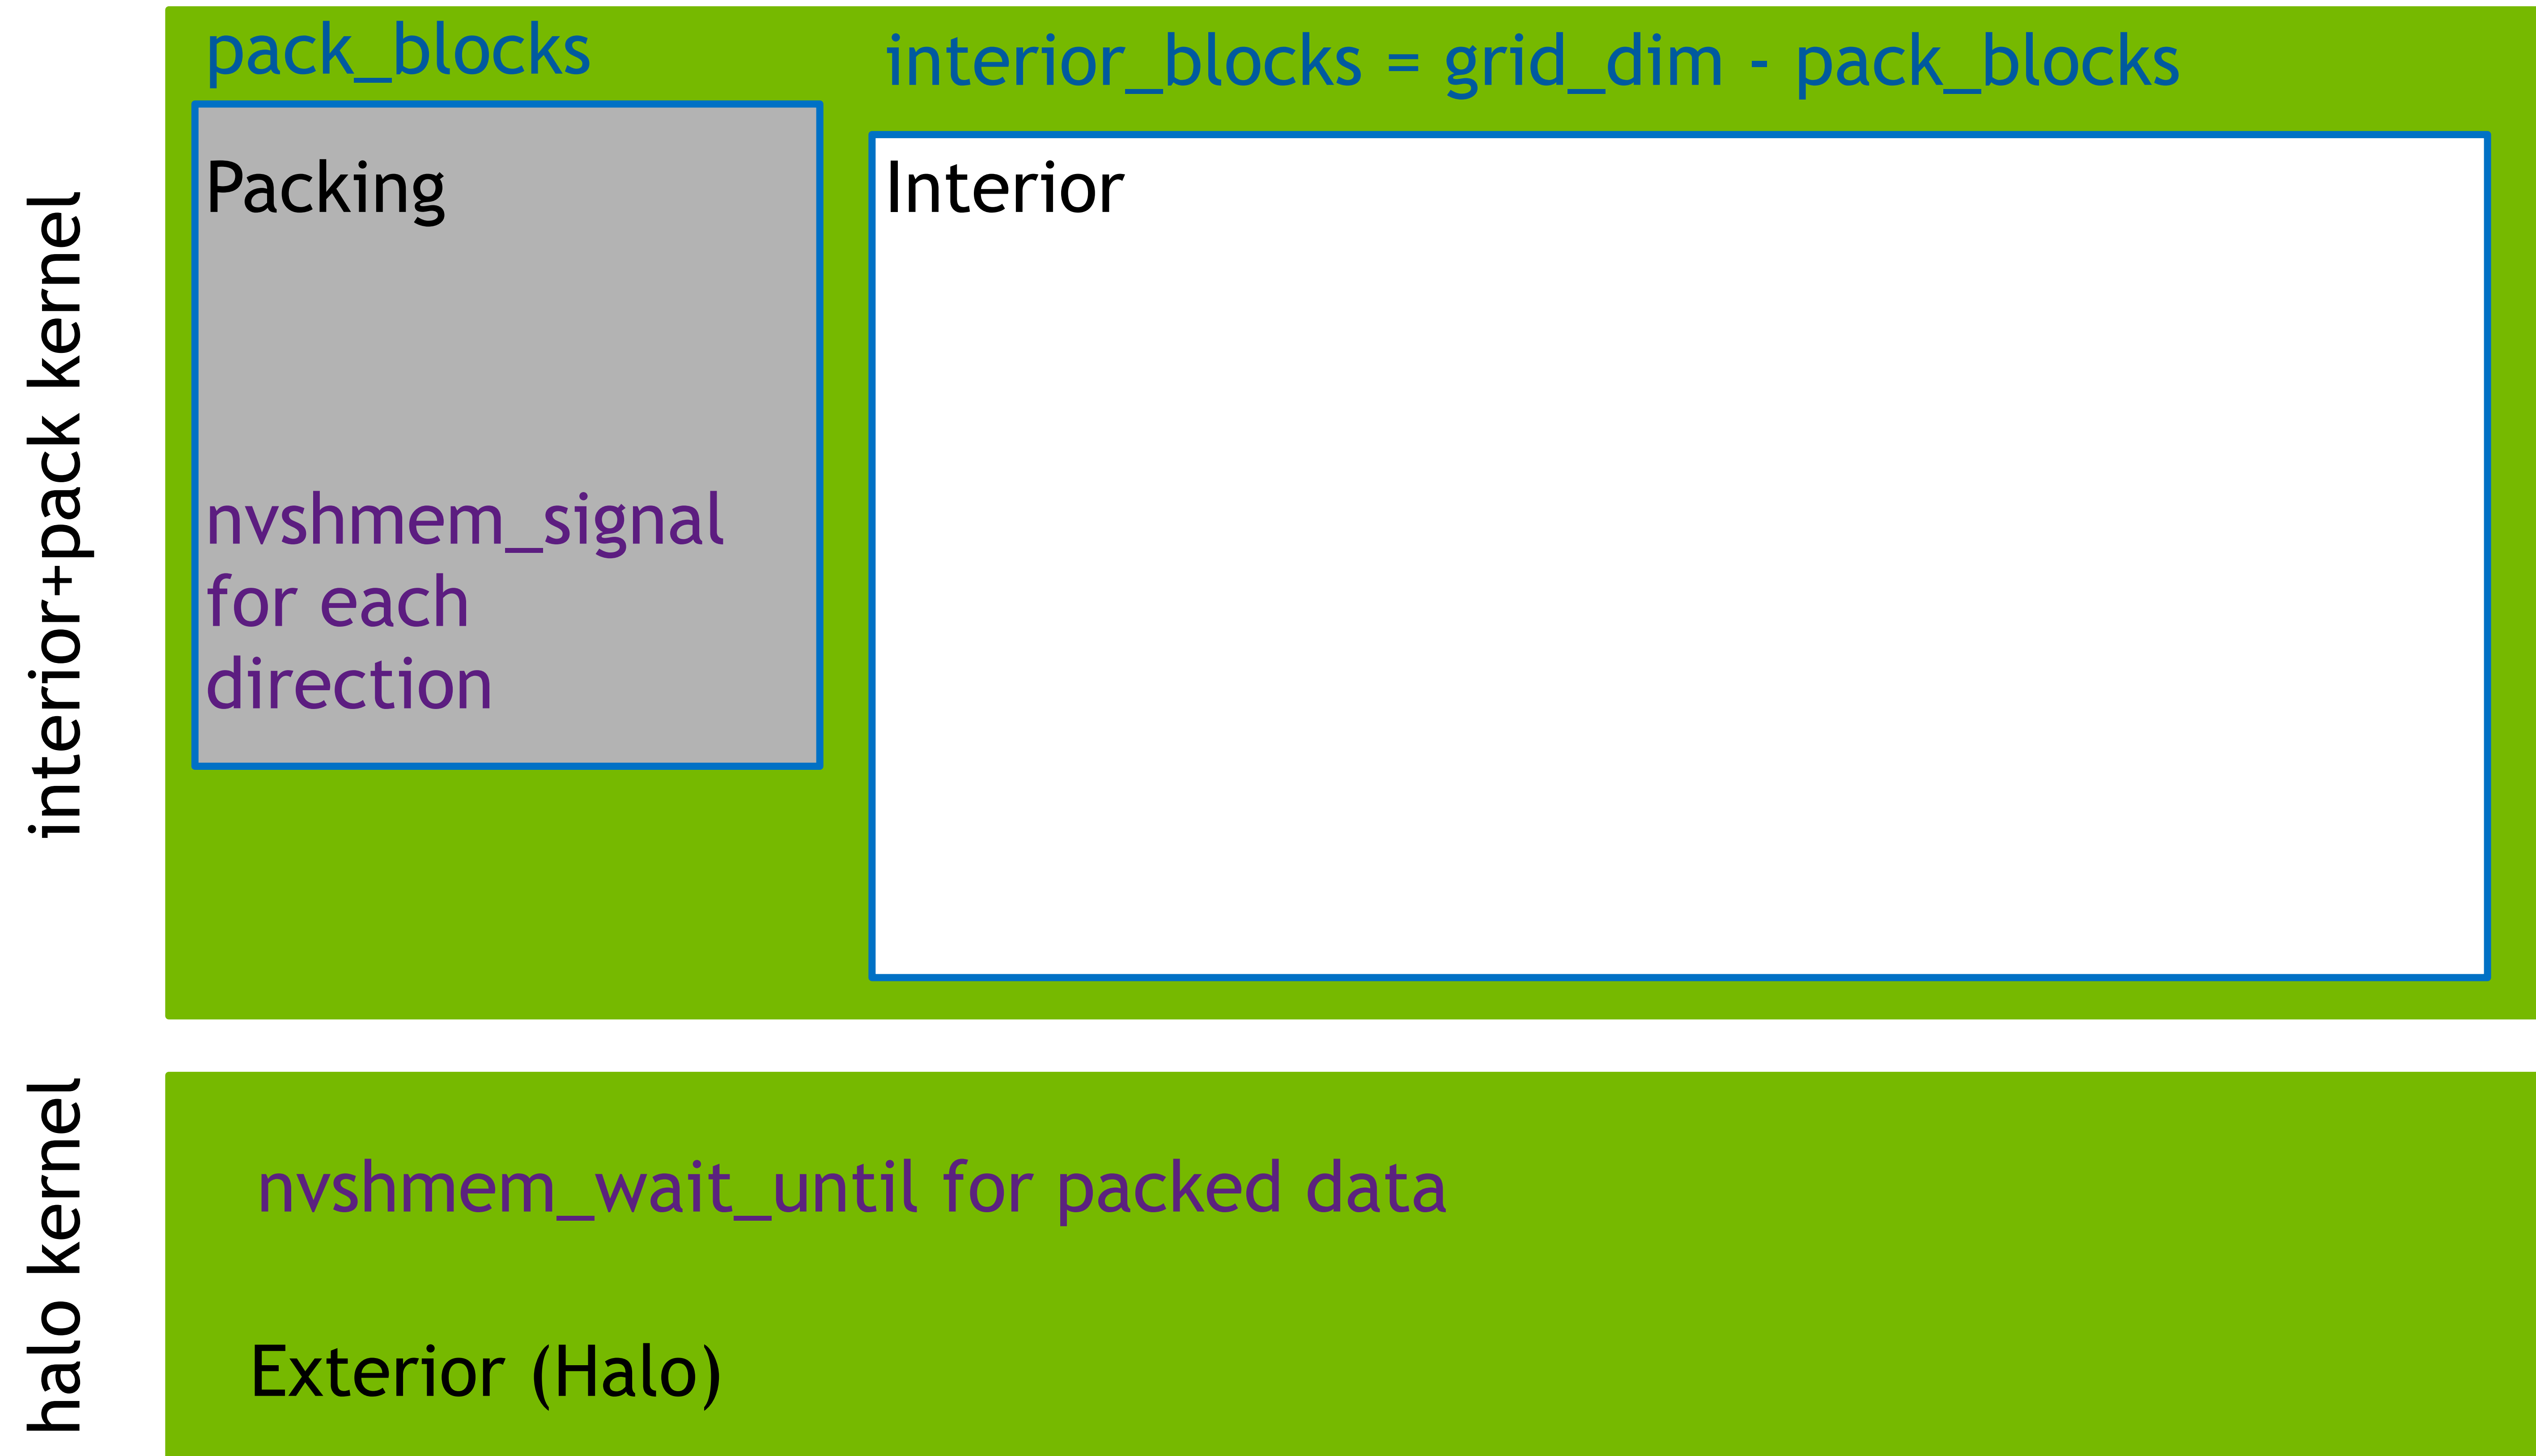 interior+pack kernel
pack_blocks
interior_blocks = grid_dim - pack_blocks
Packing
nvshmem_signal
for each
direction
Interior
halo kernel
nvshmem_wait_until for packed data
Exterior (Halo)